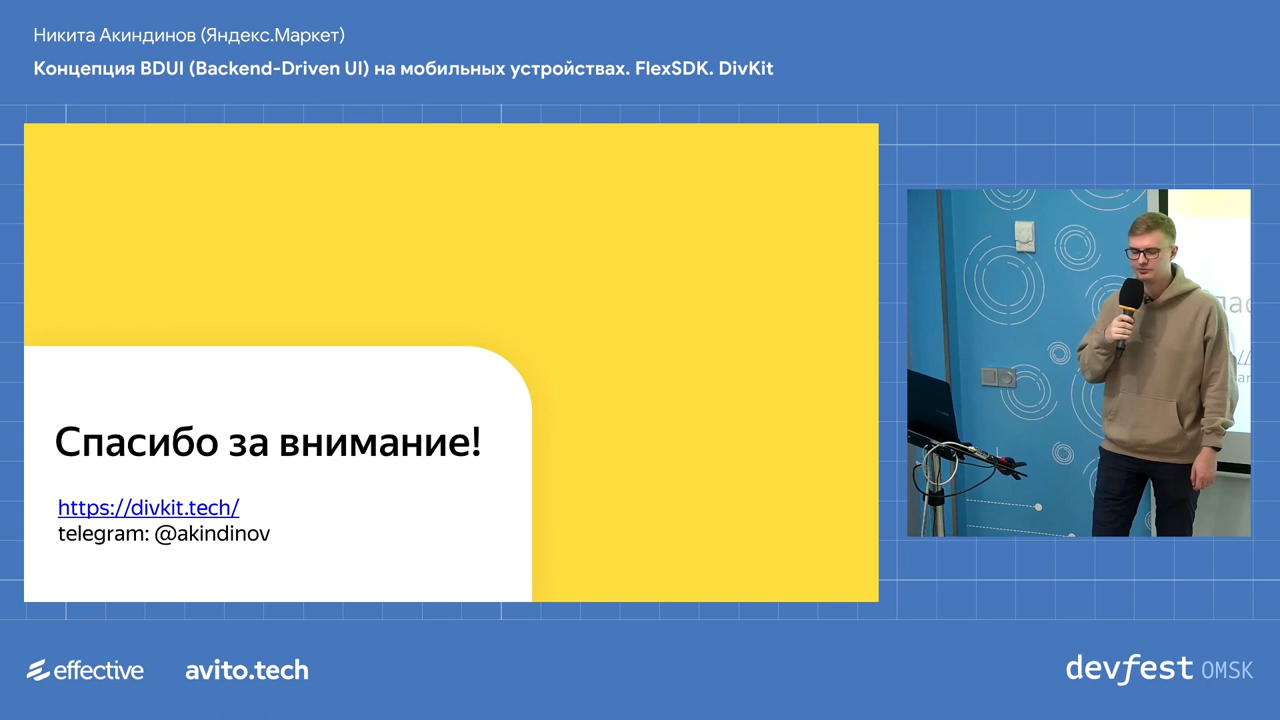 Никита Акиндинов (Яндекс.Маркет)
Концепция BDUI (Backend-Driven UI) на мобильных устройствах. FlexSDK. DivKit
Спасибо за внимание!
https://divkit.tech/
telegram: @akindinov
effective
avito.tech
devfest OMSK